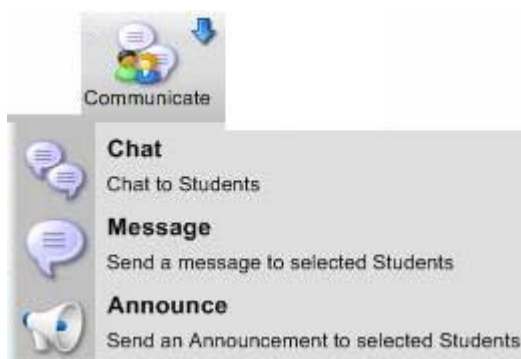 Communicate
Chat
Chat to Students
Message
Send a message to selected Students
Announce
Send an Announcement to selected Students